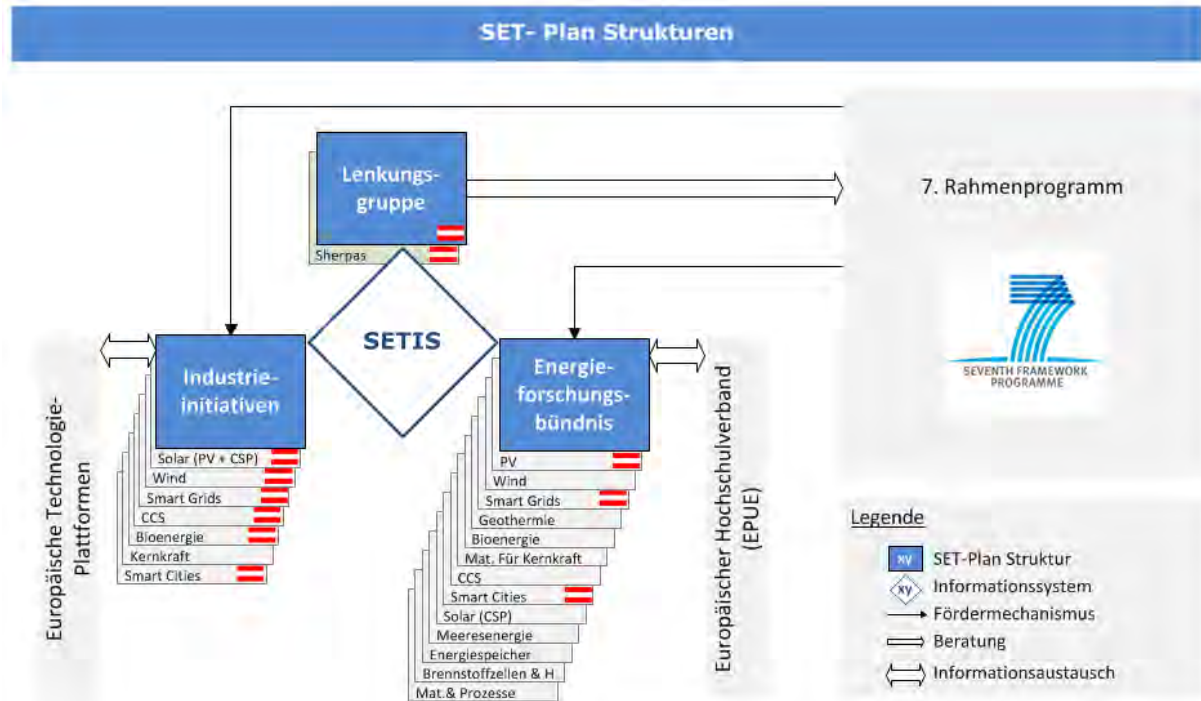 SET- Plan Strukturen
Lenkungs-
gruppe
Sherpas
SETIS
7. Rahmenprogramm
SEVENTH FRAMEWORK
PROGRAMME
Europäische Technologie-
Plattformen
Industrie-
initiativen
Solar (PV + CSP)
Wind
Smart Grids
CCS
Bioenergie
Kernkraft
Smart Cities
Energie-
forschungs-
bündnis
PV
Wind
Smart Grids
Geothermie
Bioenergie
Mat. Für Kernkraft
CCS
Smart Cities
Solar (CSP)
Meeresenergie
Energiespeicher
Brennstoffzellen & H
Mat.& Prozesse
Europäischer Hochschulverband
(EPUE)
Legende
xy SET-Plan Struktur
xy Informationssystem
Fördermechanismus
Beratung
Informationsaustausch